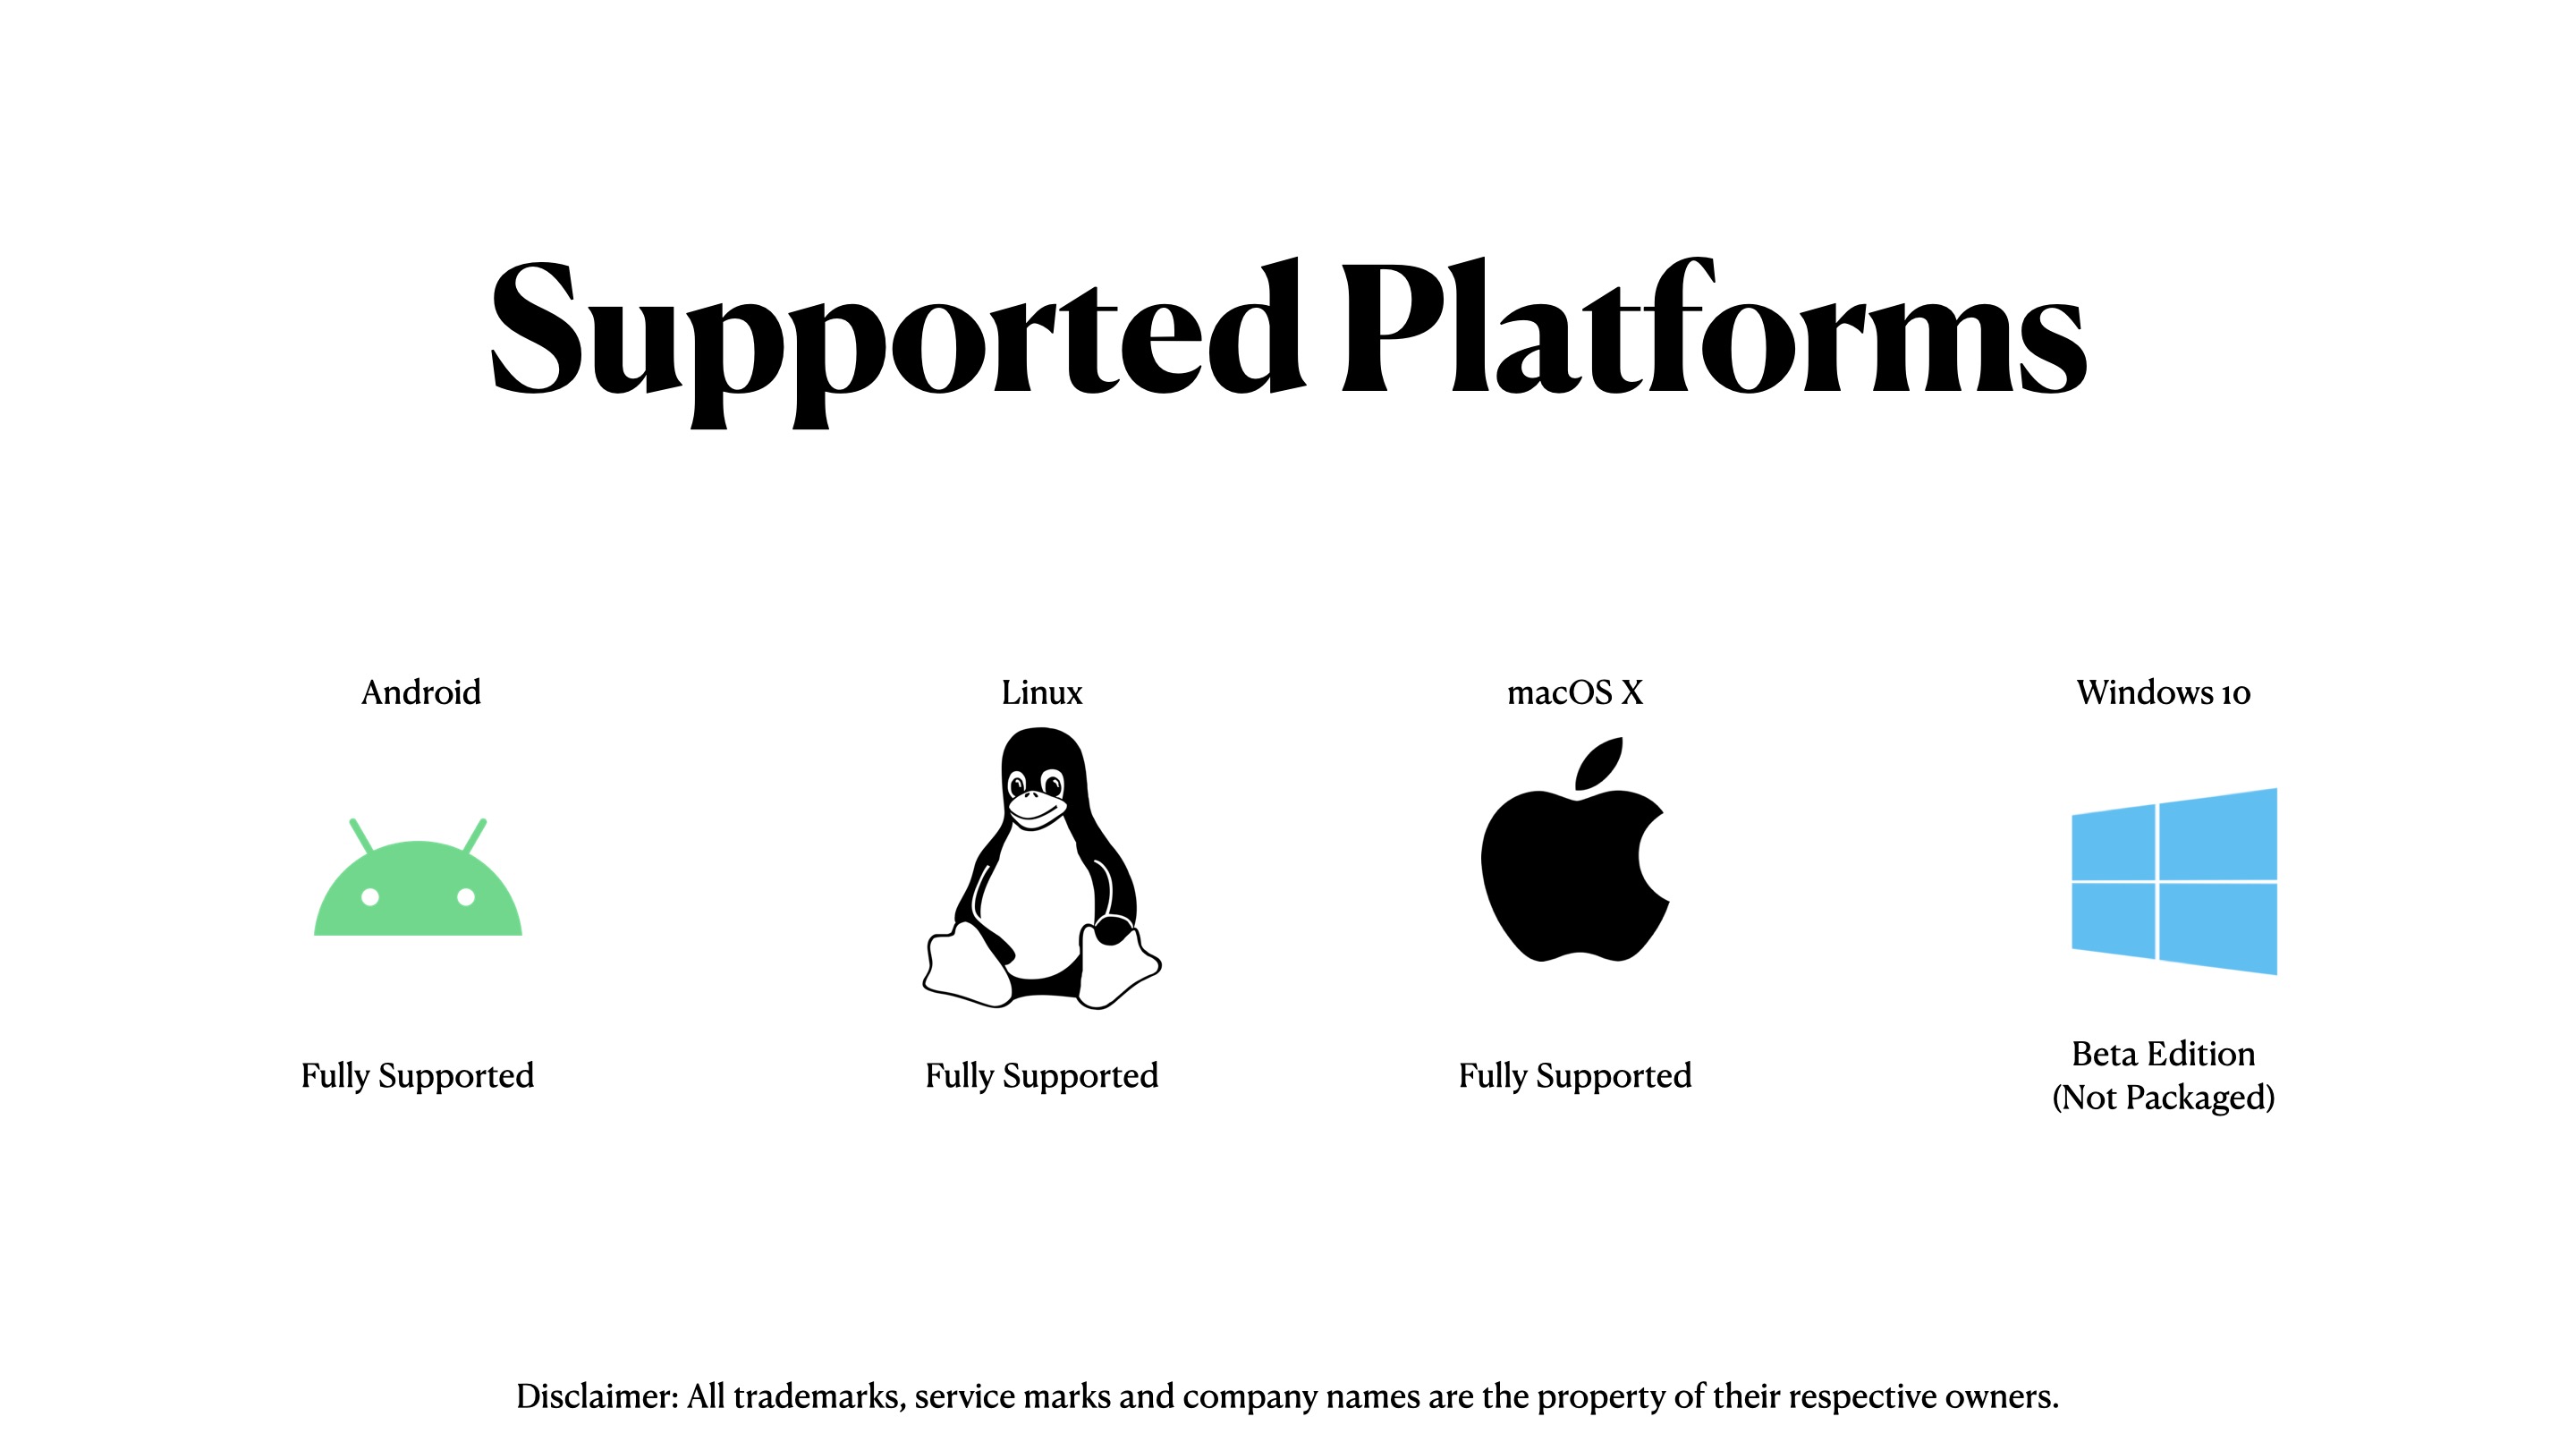 Supported Platforms
Android
Linux
macOS X
Windows 10
Fully Supported
Fully Supported
Fully Supported
Beta Edition
(Not Packaged)
Disclaimer: All trademarks, service marks and company names are the property of their respective owners.